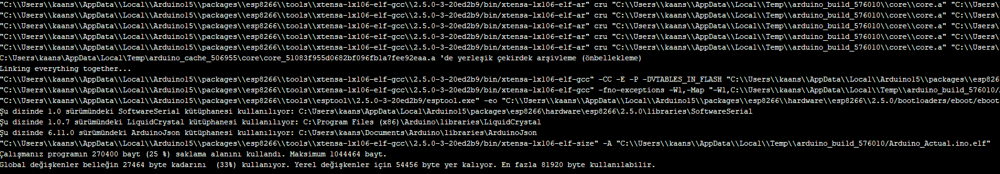 "C:\\Users\\kaans\\AppData\\Local\\Arduino15\\packages\\esp8266\\tools\\xtensa-lx106-elf-gcc\\2.5.0-3-20ed2b9/bin/xtensa-lx106-elf-ar" cru "C:\\Users\\kaans\\AppData\\Local\\Temp\\arduino_build_576010\\core\\core.a" "C:\\Users\
"C:\\Users\\kaans\\AppData\\Local\\Arduino15\\packages\\esp8266\\tools\\xtensa-lx106-elf-gcc\\2.5.0-3-20ed2b9/bin/xtensa-lx106-elf-ar" cru "C:\\Users\\kaans\\AppData\\Local\\Temp\\arduino_build_576010\\core\\core.a" "C:\\Users\
"C:\\Users\\kaans\\AppData\\Local\\Arduino15\\packages\\esp8266\\tools\\xtensa-lx106-elf-gcc\\2.5.0-3-20ed2b9/bin/xtensa-lx106-elf-ar" cru "C:\\Users\\kaans\\AppData\\Local\\Temp\\arduino_build_576010\\core\\core.a" "C:\\Users\
"C:\\Users\\kaans\\AppData\\Local\\Arduino15\\packages\\esp8266\\tools\\xtensa-lx106-elf-gcc\\2.5.0-3-20ed2b9/bin/xtensa-lx106-elf-ar" cru "C:\\Users\\kaans\\AppData\\Local\\Temp\\arduino_build_576010\\core\\core.a" "C:\\Users\
"C:\\Users\\kaans\\AppData\\Local\\Arduino15\\packages\\esp8266\\tools\\xtensa-lx106-elf-gcc\\2.5.0-3-20ed2b9/bin/xtensa-lx106-elf-ar" cru "C:\\Users\\kaans\\AppData\\Local\\Temp\\arduino_build_576010\\core\\core.a" "C:\\Users\
C:\Users\kaans\AppData\Local\Temp\arduino_cache_506955\core\core_51083f955d0682bf096fb1a7fee92eaa.a 'de yerleşik çekirdek arşivleme (önbellekleme)
Linking everything together...
"C:\\Users\\kaans\\AppData\\Local\\Arduino15\\packages\\esp8266\\tools\\xtensa-lx106-elf-gcc\\2.5.0-3-20ed2b9/bin/xtensa-lx106-elf-gcc" -CC -E -P -DVTABLES_IN_FLASH "C:\\Users\\kaans\\AppData\\Local\\Arduino15\\packages\\esp826
"C:\\Users\\kaans\\AppData\\Local\\Arduino15\\packages\\esp8266\\tools\\xtensa-lx106-elf-gcc\\2.5.0-3-20ed2b9/bin/xtensa-lx106-elf-gcc" -fno-exceptions -Wl,-Map "-Wl,C:\\Users\\kaans\\AppData\\Local\\Temp\\arduino_build_576010/
"C:\\Users\\kaans\\AppData\\Local\\Arduino15\\packages\\esp8266\\tools\\esptool\\2.5.0-3-20ed2b9/esptool.exe" -eo "C:\\Users\\kaans\\AppData\\Local\\Arduino15\\packages\\esp8266\\hardware\\esp8266\\2.5.0/bootloaders/eboot/eboot
Şu dizinde 1.0 sürümündeki SoftwareSerial kütüphanesi kullanılıyor: C:\Users\kaans\AppData\Local\Arduino15\packages\esp8266\hardware\esp8266\2.5.0\libraries\SoftwareSerial
Şu dizinde 1.0.7 sürümündeki LiquidCrystal kütüphanesi kullanılıyor: C:\Program Files (x86)\Arduino\libraries\LiquidCrystal
Şu dizinde 6.11.0 sürümündeki ArduinoJson kütüphanesi kullanılıyor: C:\Users\kaans\Documents\Arduino\libraries\ArduinoJson
"C:\\Users\\kaans\\AppData\\Local\\Arduino15\\packages\\esp8266\\tools\\xtensa-lx106-elf-gcc\\2.5.0-3-20ed2b9/bin/xtensa-lx106-elf-size" -A "C:\\Users\\kaans\\AppData\\Local\\Temp\\arduino_build_576010/Arduino_Actual.ino.elf"
Çalışmanız programın 270400 bayt (25 %) saklama alanını kullandı. Maksimum 1044464 bayt.
Global değişkenler belleğin 27464 byte kadarını  (33%) kullanıyor. Yerel değişkenler için 54456 byte yer kalıyor. En fazla 81920 byte kullanılabilir.